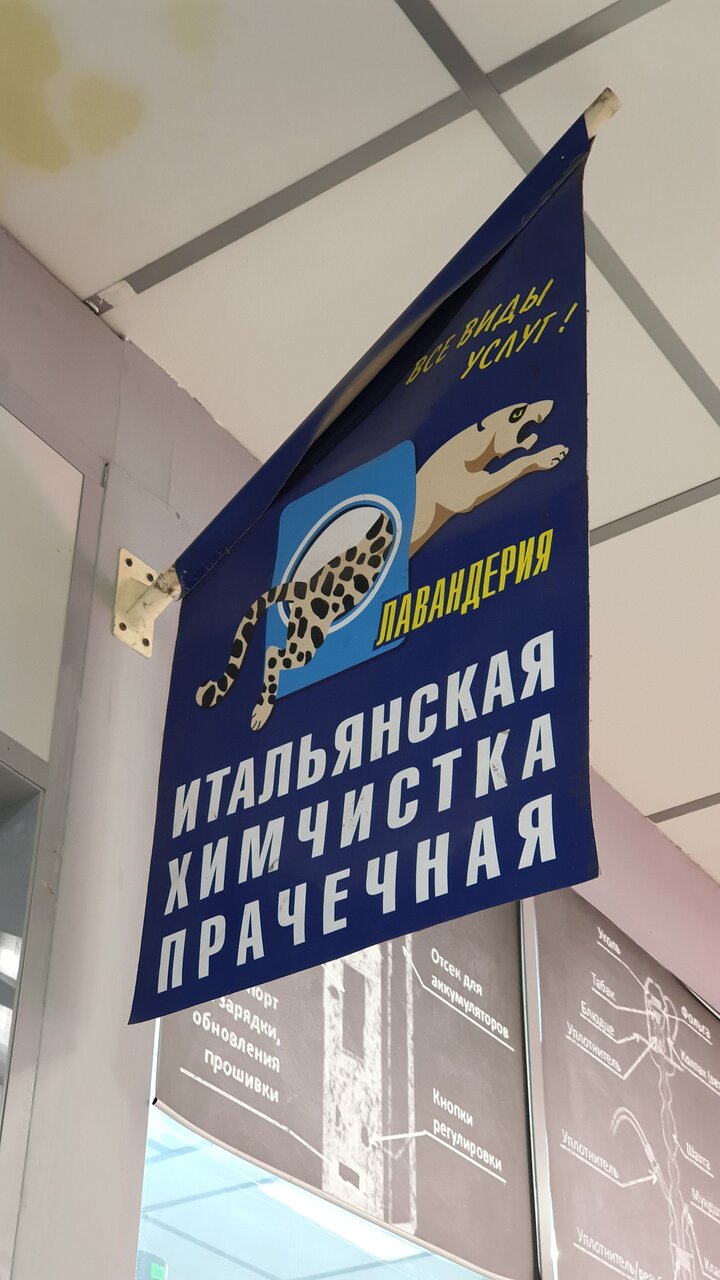 ВСЕ ВИДЫ
УСЛУГ!
ЛАВАНДЕРИЯ
ИТАЛЬЯНСКАЯ
ХИМЧИСТКА
ПРАЧЕЧНАЯ
порт
зарядки,
обновления
прошивки
Отсек для
аккумуляторов
Кнопки
регулировки
Уголь
Табак
Блюдце
Уплотнитель
Фольга
Уплотнитель
Шахта